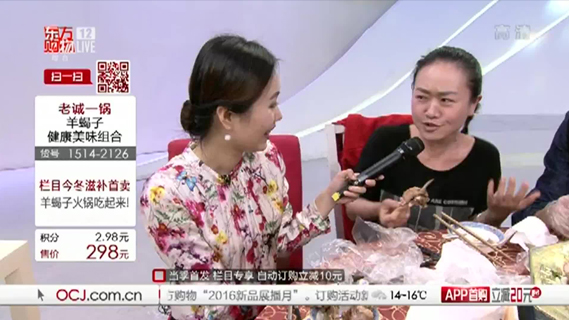 东方购物
12
LIVE
高清
扫一扫
老诚一锅
羊蝎子
健康美味组合
货号 1514-2126
栏目今冬滋补首卖
羊蝎子火锅吃起来!
积分 2.98元
售价 298元
当季首发 栏目专享 自动订购立减10元
OCJ.com.cn
方购物“2016新品展播月”。订购活动
14~16℃
APP首购 立减20元